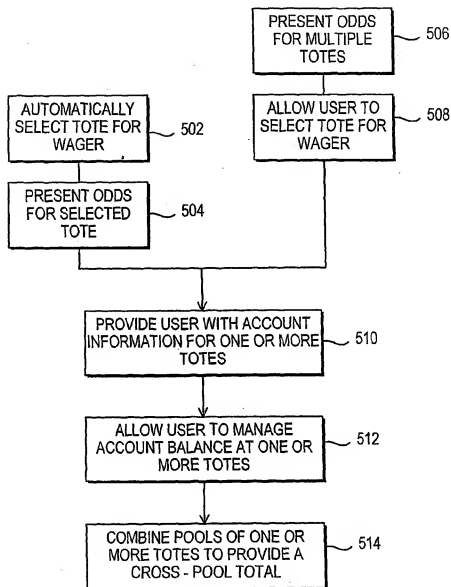 PRESENT ODDS
FOR MULTIPLE
TOTES
506
AUTOMATICALLY
SELECT TOTE FOR
WAGER
502
ALLOW USER TO
SELECT TOTE FOR
WAGER
508
PRESENT ODDS
FOR SELECTED
TOTE
504
PROVIDE USER WITH ACCOUNT
INFORMATION FOR ONE OR MORE
TOTES
510
ALLOW USER TO MANAGE
ACCOUNT BALANCE AT ONE OR
MORE TOTES
512
COMBINE POOLS OF ONE OR
MORE TOTES TO PROVIDE A
CROSS - POOL TOTAL
514